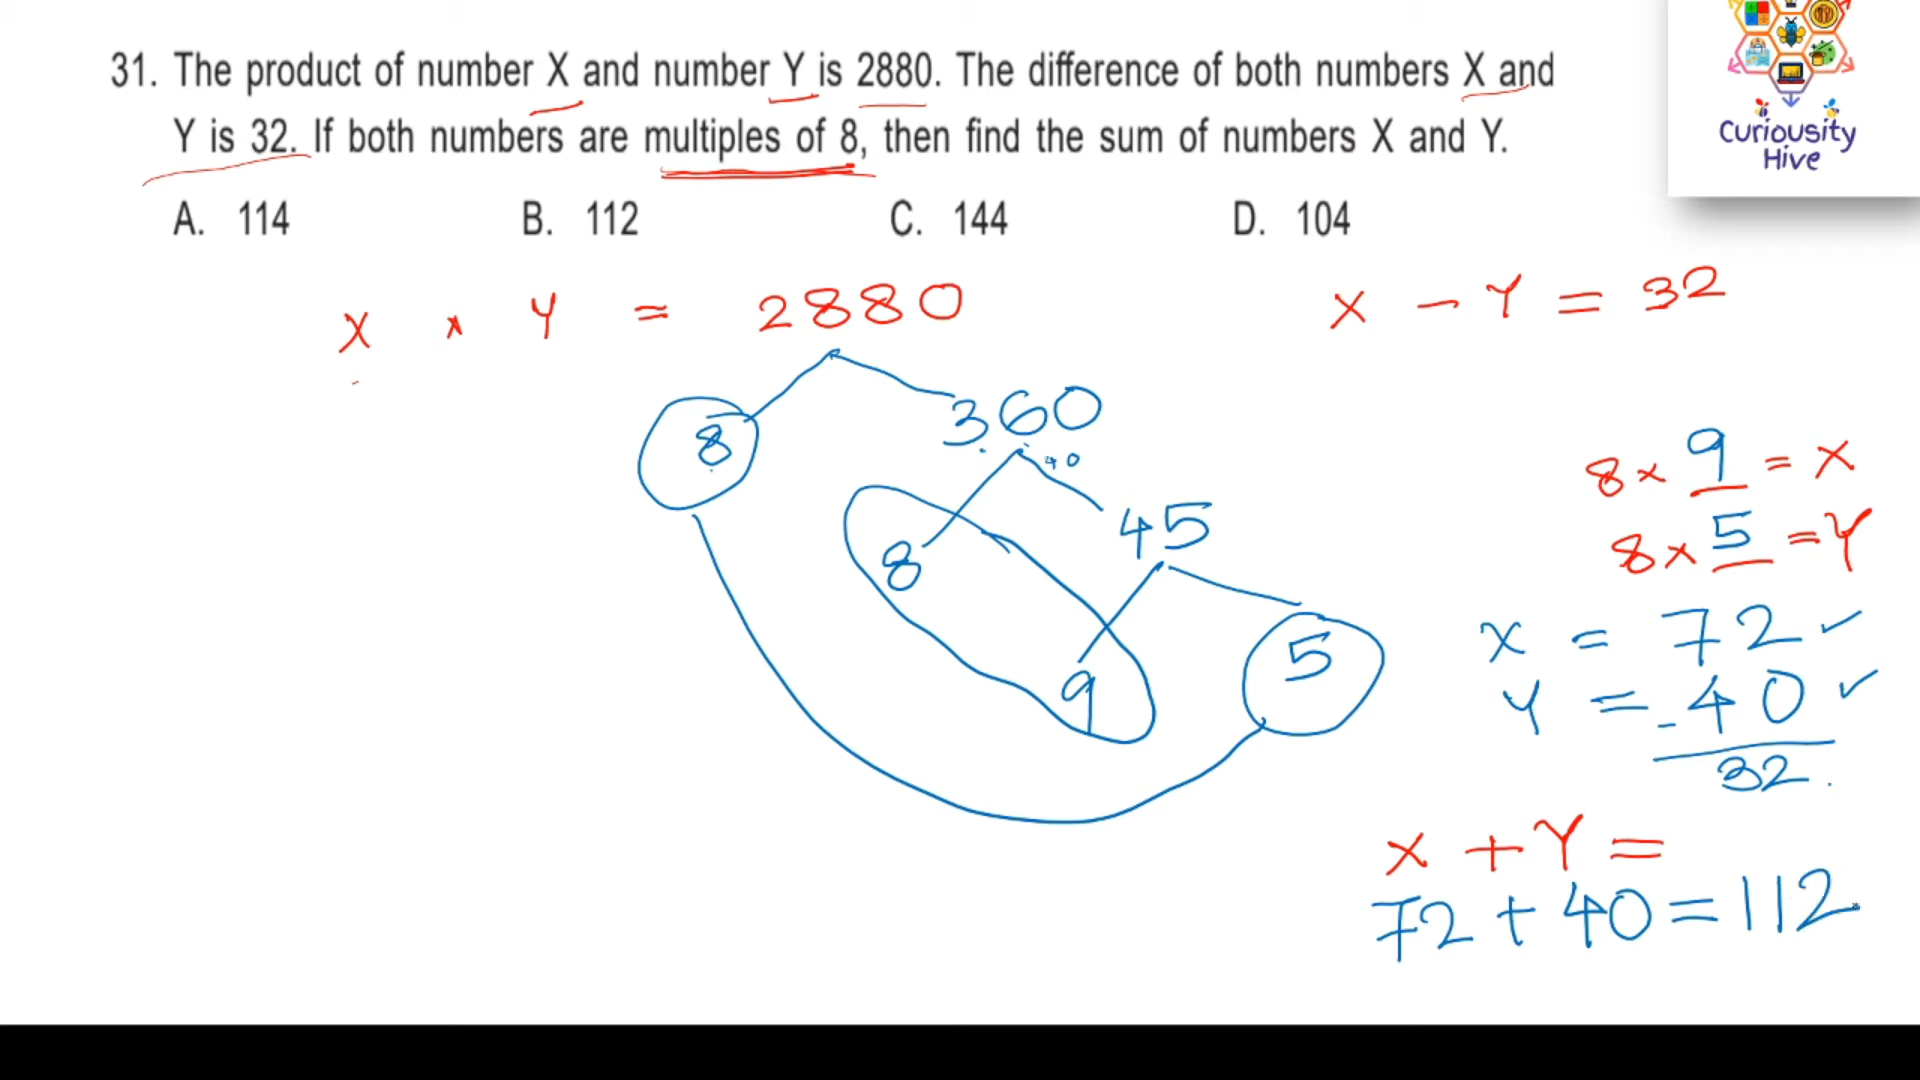 31. The product of number X and number Y is 2880. The difference of both numbers X and
Y is 32. If both numbers are multiples of 8, then find the sum of numbers X and Y.
A. 114 B. 112 C. 144 D. 104
Curiousity
Hive
X × Y = 2880
X - Y = 32
8
360
40
8
45
9
5
8 × 9 = X
8 × 5 = Y
X = 72 ✓
Y = - 40 ✓
32.
X + Y =
72 + 40 = 112